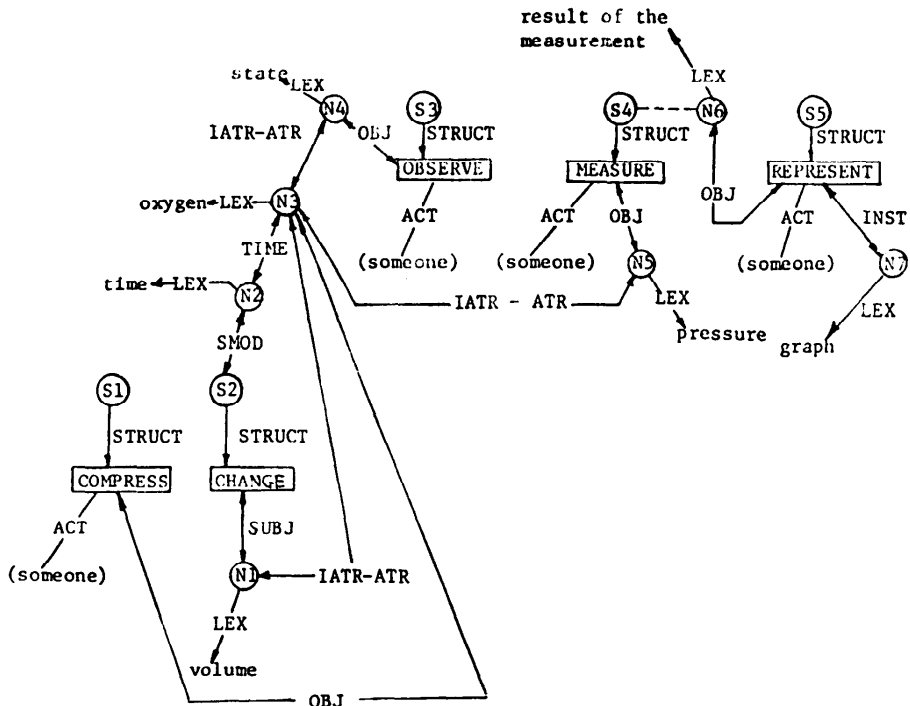 result of the
measurement
state
LEX
LEX
N4
S3
S4
N6
S5
IATR-ATR
OBJ
STRUCT
STRUCT
STRUCT
OBSERVE
MEASURE
REPRESENT
OBJ
oxygen
LEX
N3
ACT
ACT
OBJ
ACT
INST
TIME
(someone)
(someone)
N5
(someone)
N7
time
LEX
N2
IATR - ATR
LEX
LEX
SMOD
pressure
graph
S1
S2
STRUCT
STRUCT
COMPRESS
CHANGE
ACT
SUBJ
(someone)
N1
IATR-ATR
LEX
volume
OBJ